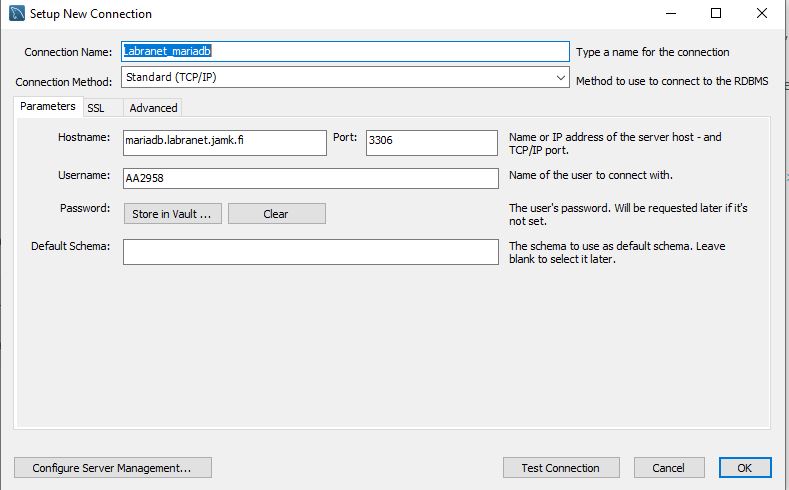 Setup New Connection
Connection Name: Labranet_mariadb Type a name for the connection
Connection Method: Standard (TCP/IP) Method to use to connect to the RDBMS
Parameters SSL Advanced
Hostname: mariadb.labranet.jamk.fi Port: 3306 Name or IP address of the server host - and
TCP/IP port.
Username: AA2958 Name of the user to connect with.
Password: Store in Vault ... Clear The user's password. Will be requested later if it's
not set.
Default Schema: The schema to use as default schema. Leave
blank to select it later.
Configure Server Management... Test Connection Cancel OK